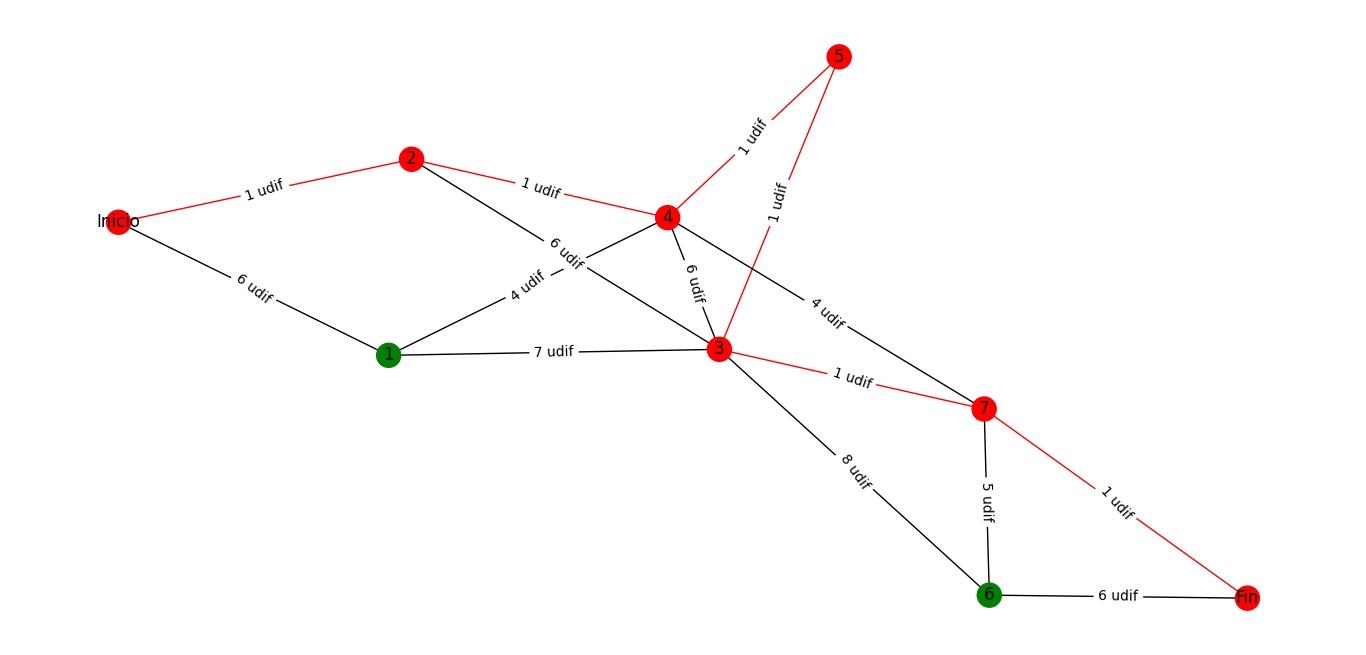 5
1 udif
2
1 udif
1 udif
1 udif
4
Inicio
6 udif
6 udif
4 udif
6 udif
4 udif
1
7 udif
3
1 udif
7
8 udif
5 udif
1 udif
6
6 udif
Fin